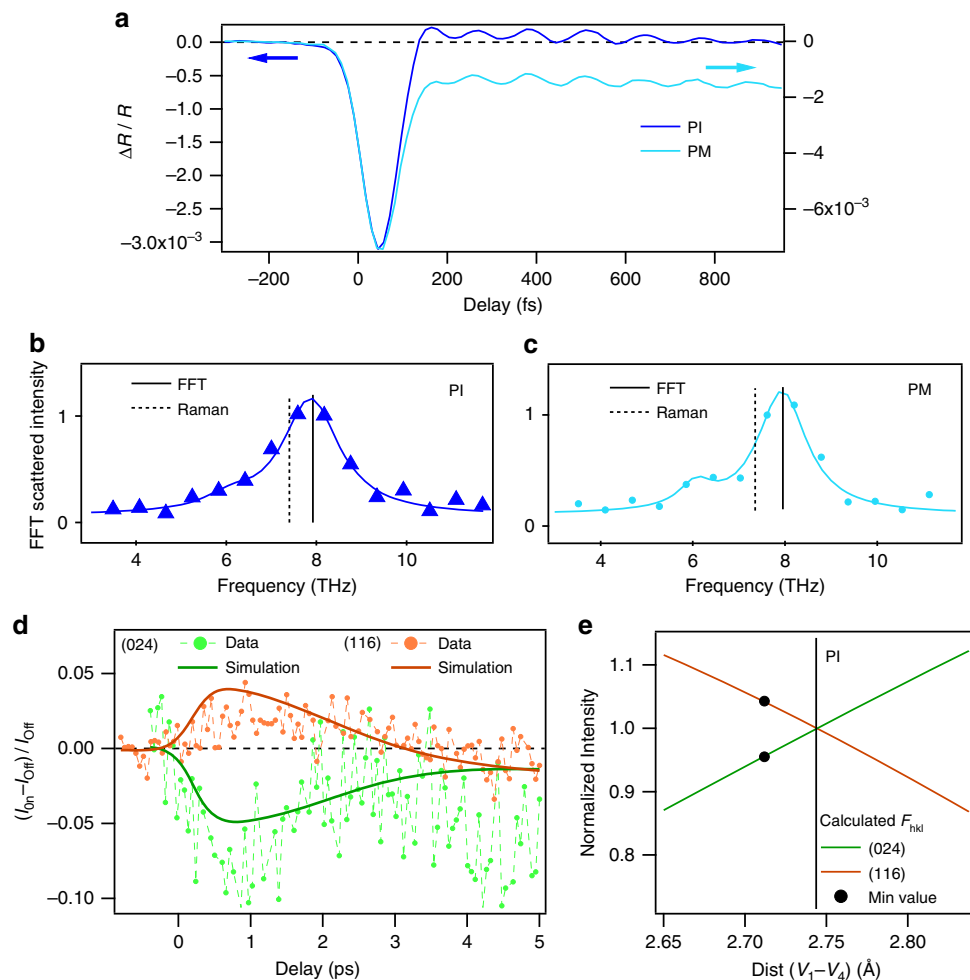 a
0.0
−0.5
−1.0
−1.5
−2.0
−2.5
−3.0x10⁻³
ΔR / R
0
−2
−4
−6x10⁻³
PI
PM
−200
0
200
400
600
800
Delay (fs)
b
FFT
Raman
PI
1
0
FFT scattered intensity
4
6
8
10
Frequency (THz)
c
FFT
Raman
PM
1
0
4
6
8
10
Frequency (THz)
d
(024)
Data
Simulation
(116)
Data
Simulation
0.05
0.00
−0.05
−0.10
(I0n−IOff) / IOff
0
1
2
3
4
5
Delay (ps)
e
PI
1.1
1.0
0.9
0.8
Normalized Intensity
Calculated Fhkl
(024)
(116)
Min value
2.65
2.70
2.75
2.80
Dist (V₁−V₄) (Å)